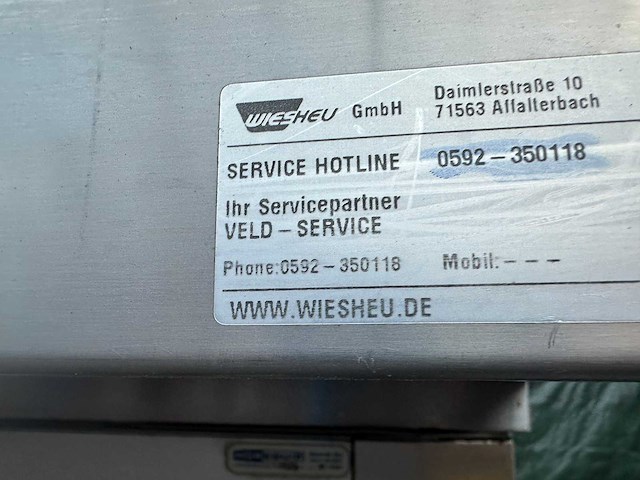 WIESHEU GmbH
Daimlerstraße 10
71563 Affalterbach
SERVICE HOTLINE 0592-350118
Ihr Servicepartner
VELD-SERVICE
Phone:0592-350118 Mobil:---
WWW.WIESHEU.DE